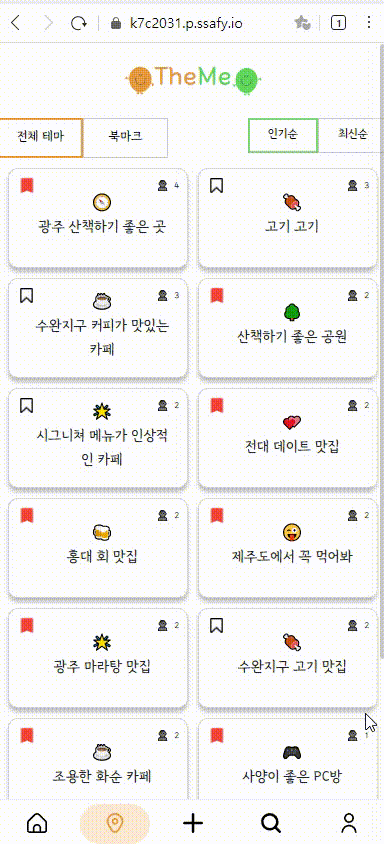 k7c2031.p.ssafy.io
1
TheMe
전체 테마
북마크
인기순
최신순
4
광주 산책하기 좋은 곳
3
고기 고기
3
수완지구 커피가 맛있는
카페
2
산책하기 좋은 공원
2
시그니쳐 메뉴가 인상적
인 카페
2
전대 데이트 맛집
2
홍대 회 맛집
2
제주도에서 꼭 먹어봐
2
광주 마라탕 맛집
2
수완지구 고기 맛집
2
조용한 화순 카페
1
사양이 좋은 PC방